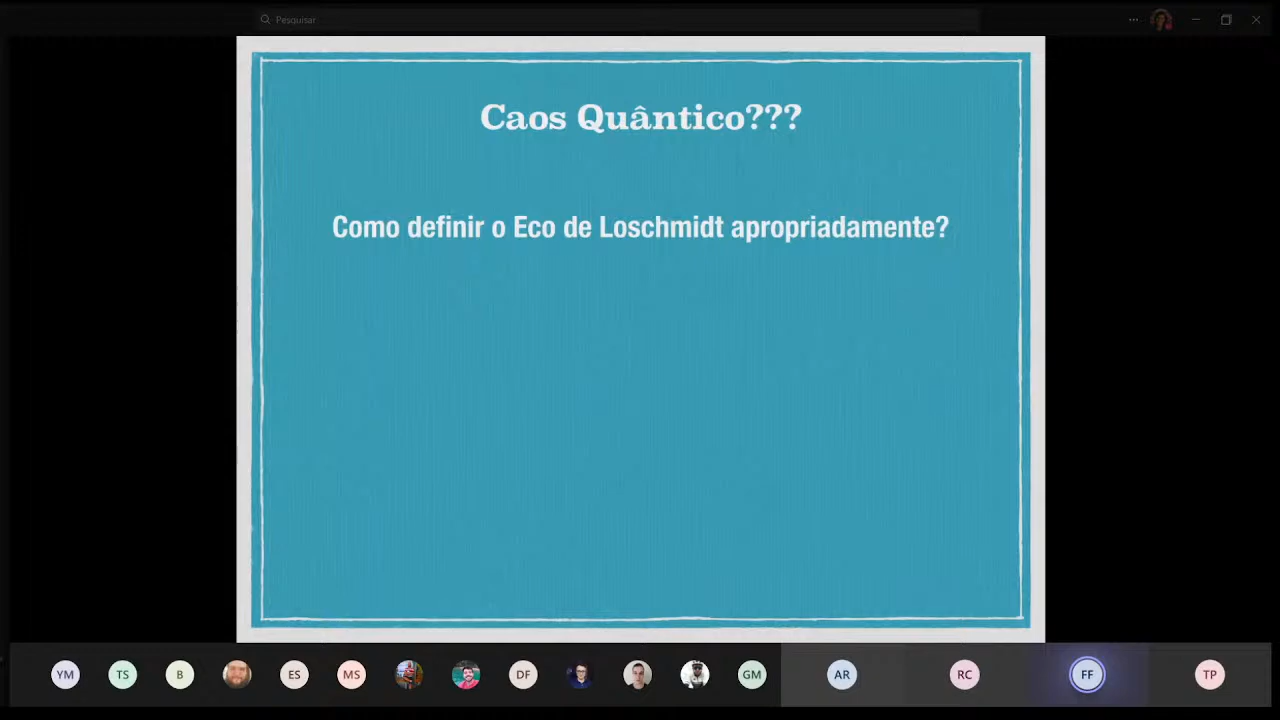 Pesquisar
Caos Quântico???
Como definir o Eco de Loschmidt apropriadamente?
YM
TS
B
ES
MS
DF
GM
AR
RC
FF
TP